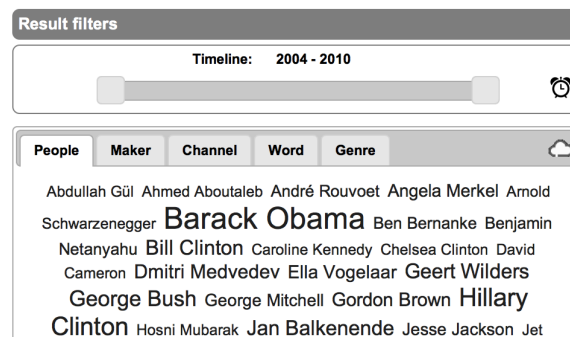 Result filters
Timeline: 2004 - 2010
People Maker Channel Word Genre
Abdullah Gül Ahmed Aboutaleb André Rouvoet Angela Merkel Arnold
Schwarzenegger Barack Obama Ben Bernanke Benjamin
Netanyahu Bill Clinton Caroline Kennedy Chelsea Clinton David
Cameron Dmitri Medvedev Ella Vogelaar Geert Wilders
George Bush George Mitchell Gordon Brown Hillary
Clinton Hosni Mubarak Jan Balkenende Jesse Jackson Jet